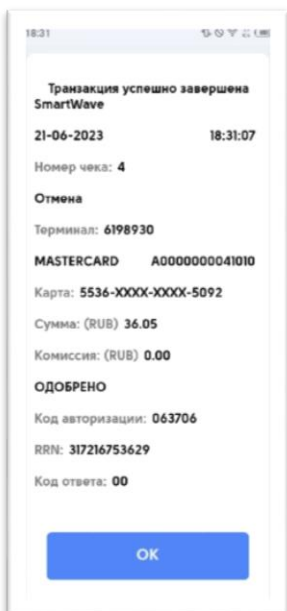 18:31
Транзакция успешно завершена
SmartWave
21-06-2023 18:31:07
Номер чека: 4
Отмена
Терминал: 6198930
MASTERCARD A0000000041010
Карта: 5536-XXXX-XXXX-5092
Сумма: (RUB) 36.05
Комиссия: (RUB) 0.00
ОДОБРЕНО
Код авторизации: 063706
RRN: 317216753629
Код ответа: 00
OK